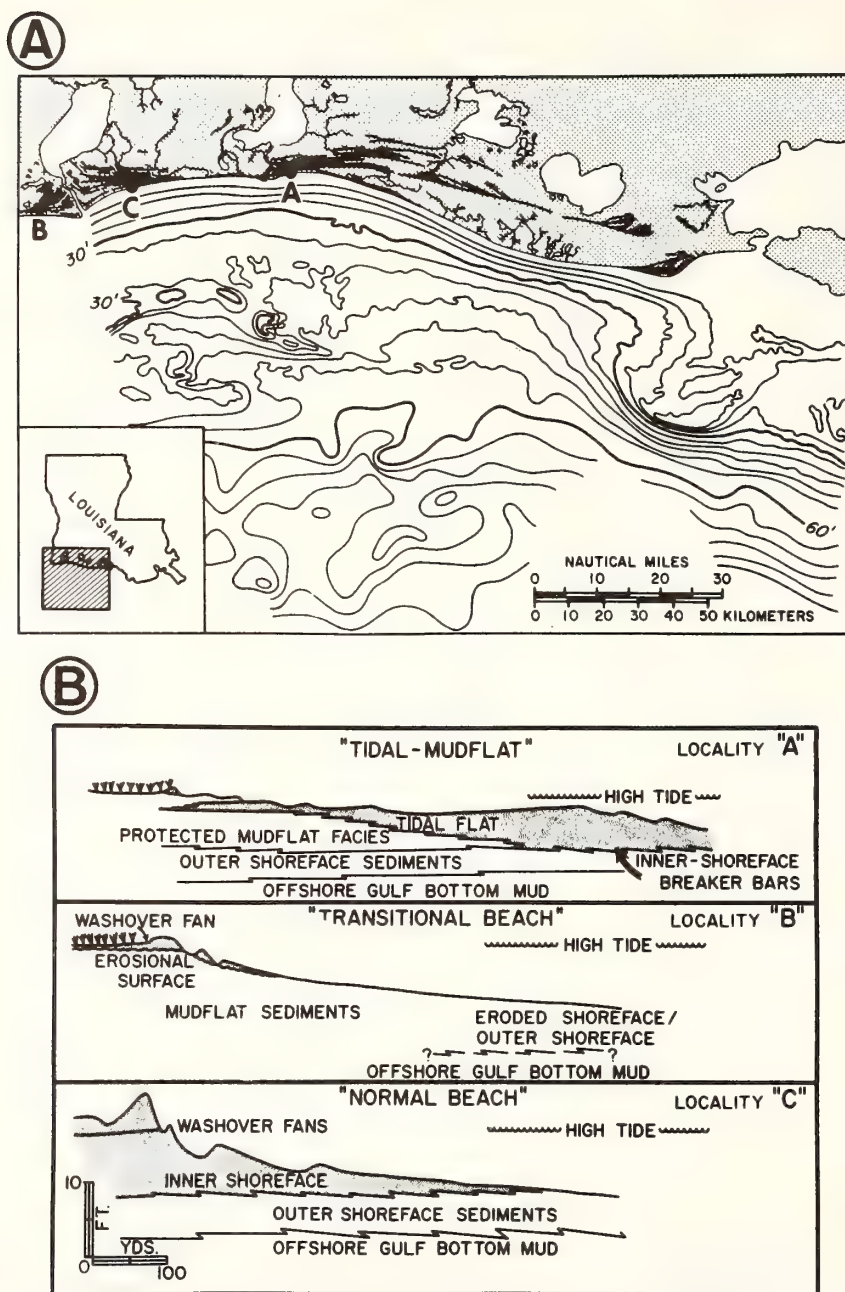 A
B
C
A
30'
30'
60'
LOUISIANA
NAUTICAL MILES
0 10 20 30
0 10 20 30 40 50 KILOMETERS
B
"TIDAL-MUDFLAT"
LOCALITY "A"
HIGH TIDE
TIDAL FLAT
PROTECTED MUDFLAT FACIES
OUTER SHOREFACE SEDIMENTS
INNER-SHOREFACE
BREAKER BARS
OFFSHORE GULF BOTTOM MUD
WASHOVER FAN
"TRANSITIONAL BEACH"
LOCALITY "B"
HIGH TIDE
EROSIONAL
SURFACE
MUDFLAT SEDIMENTS
ERODED SHOREFACE/
OUTER SHOREFACE
? ?
OFFSHORE GULF BOTTOM MUD
"NORMAL BEACH"
LOCALITY "C"
WASHOVER FANS
HIGH TIDE
INNER SHOREFACE
10
FT.
OUTER SHOREFACE SEDIMENTS
YDS.
OFFSHORE GULF BOTTOM MUD
0 100